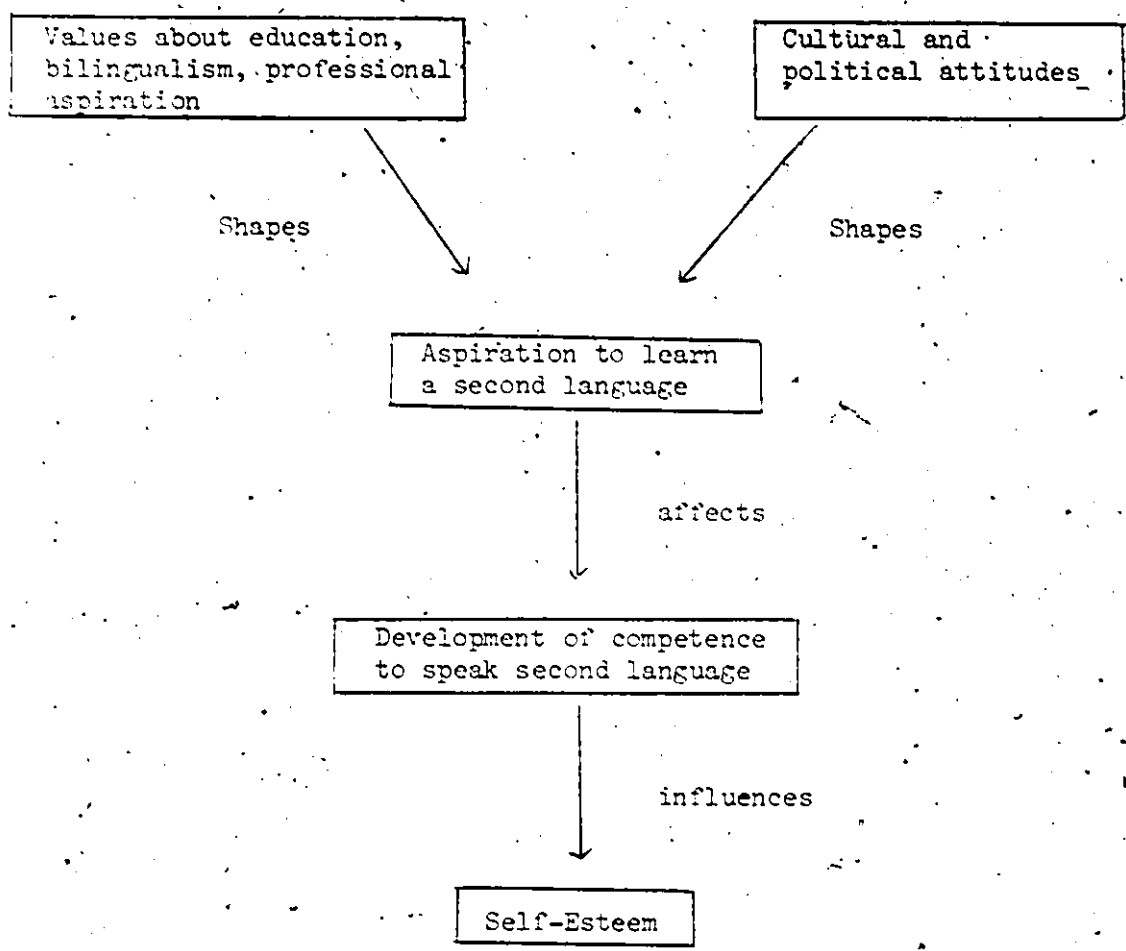 Values about education,
bilingualism, professional
aspiration
Cultural and
political attitudes
Shapes
Shapes
Aspiration to learn
a second language
affects
Development of competence
to speak second language
influences
Self-Esteem